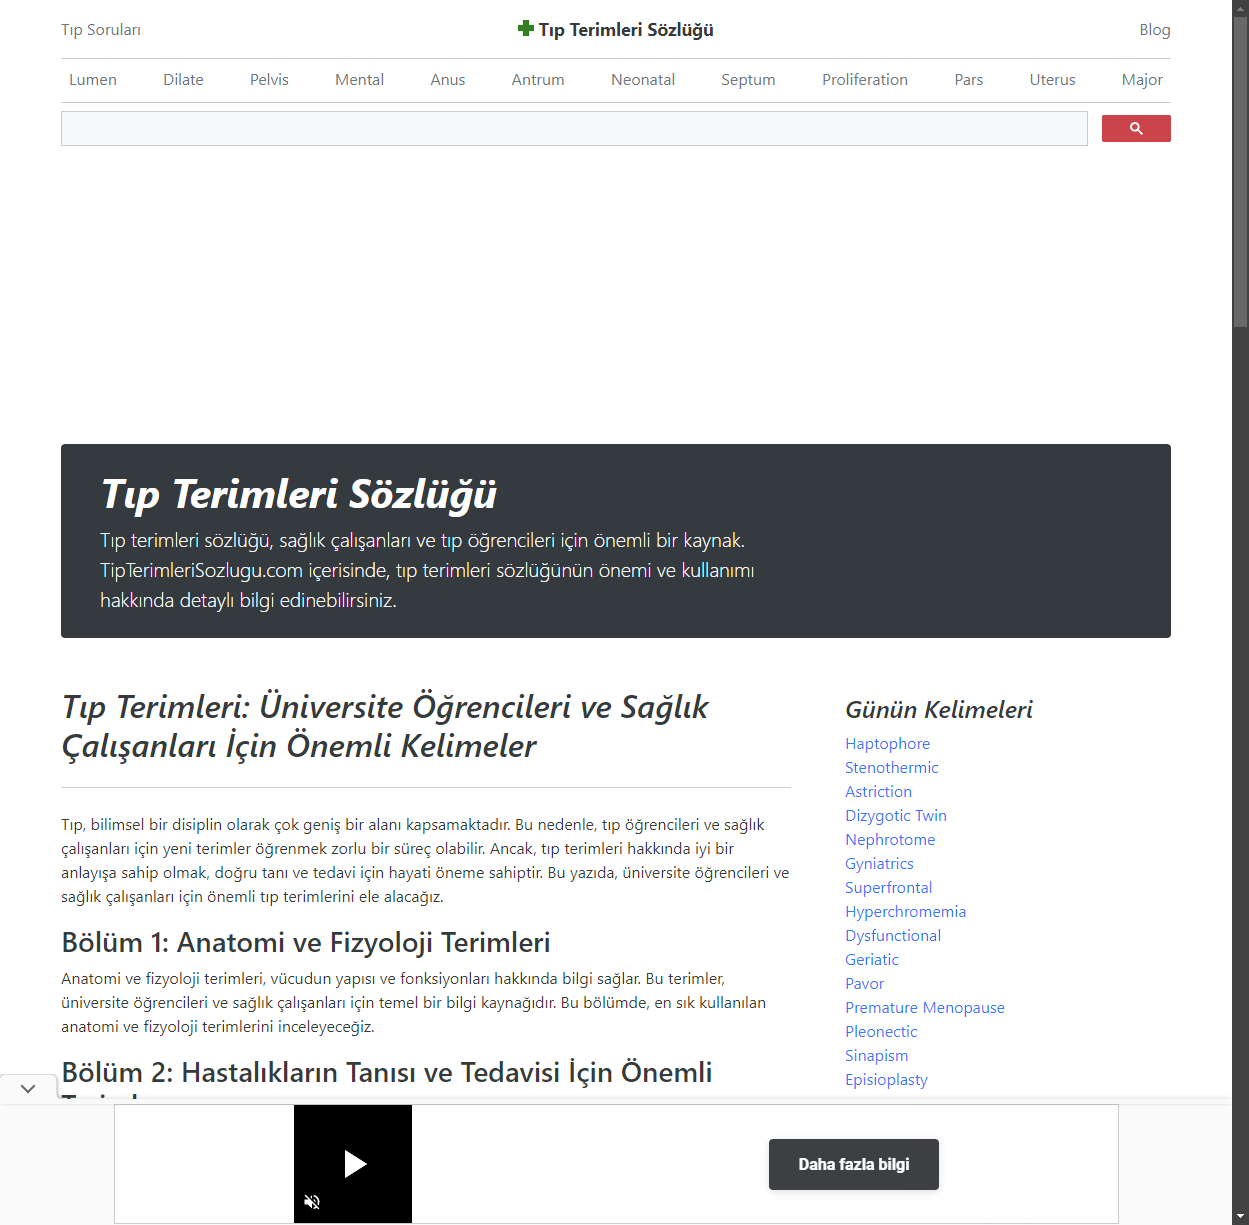 Tıp Soruları
Tıp Terimleri Sözlüğü
Blog
Lumen Dilate Pelvis Mental Anus Antrum Neonatal Septum Proliferation Pars Uterus Major
Tıp Terimleri Sözlüğü
Tıp terimleri sözlüğü, sağlık çalışanları ve tıp öğrencileri için önemli bir kaynak.
TipTerimleriSozlugu.com içerisinde, tıp terimleri sözlüğünün önemi ve kullanımı
hakkında detaylı bilgi edinebilirsiniz.
Tıp Terimleri: Üniversite Öğrencileri ve Sağlık
Çalışanları İçin Önemli Kelimeler
Tıp, bilimsel bir disiplin olarak çok geniş bir alanı kapsamaktadır. Bu nedenle, tıp öğrencileri ve sağlık
çalışanları için yeni terimler öğrenmek zorlu bir süreç olabilir. Ancak, tıp terimleri hakkında iyi bir
anlayışa sahip olmak, doğru tanı ve tedavi için hayati öneme sahiptir. Bu yazıda, üniversite öğrencileri ve
sağlık çalışanları için önemli tıp terimlerini ele alacağız.
Bölüm 1: Anatomi ve Fizyoloji Terimleri
Anatomi ve fizyoloji terimleri, vücudun yapısı ve fonksiyonları hakkında bilgi sağlar. Bu terimler,
üniversite öğrencileri ve sağlık çalışanları için temel bir bilgi kaynağıdır. Bu bölümde, en sık kullanılan
anatomi ve fizyoloji terimlerini inceleyeceğiz.
Bölüm 2: Hastalıkların Tanısı ve Tedavisi İçin Önemli
Günün Kelimeleri
Haptophore
Stenothermic
Astriction
Dizygotic Twin
Nephrotome
Gyniatrics
Superfrontal
Hyperchromemia
Dysfunctional
Geriatic
Pavor
Premature Menopause
Pleonectic
Sinapism
Episioplasty
Daha fazla bilgi